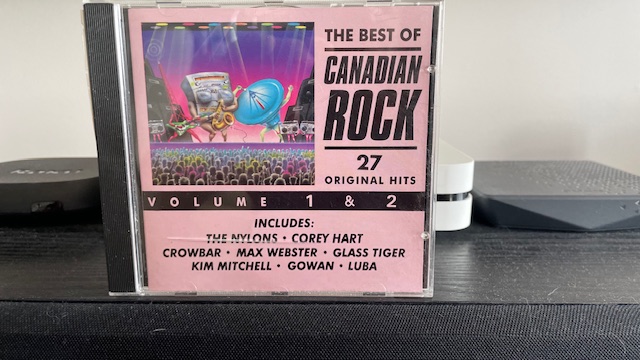 THE BEST OF
CANADIAN
ROCK
27
ORIGINAL HITS
VOLUME 1 & 2
INCLUDES:
THE NYLONS · COREY HART
CROWBAR · MAX WEBSTER · GLASS TIGER
KIM MITCHELL · GOWAN · LUBA